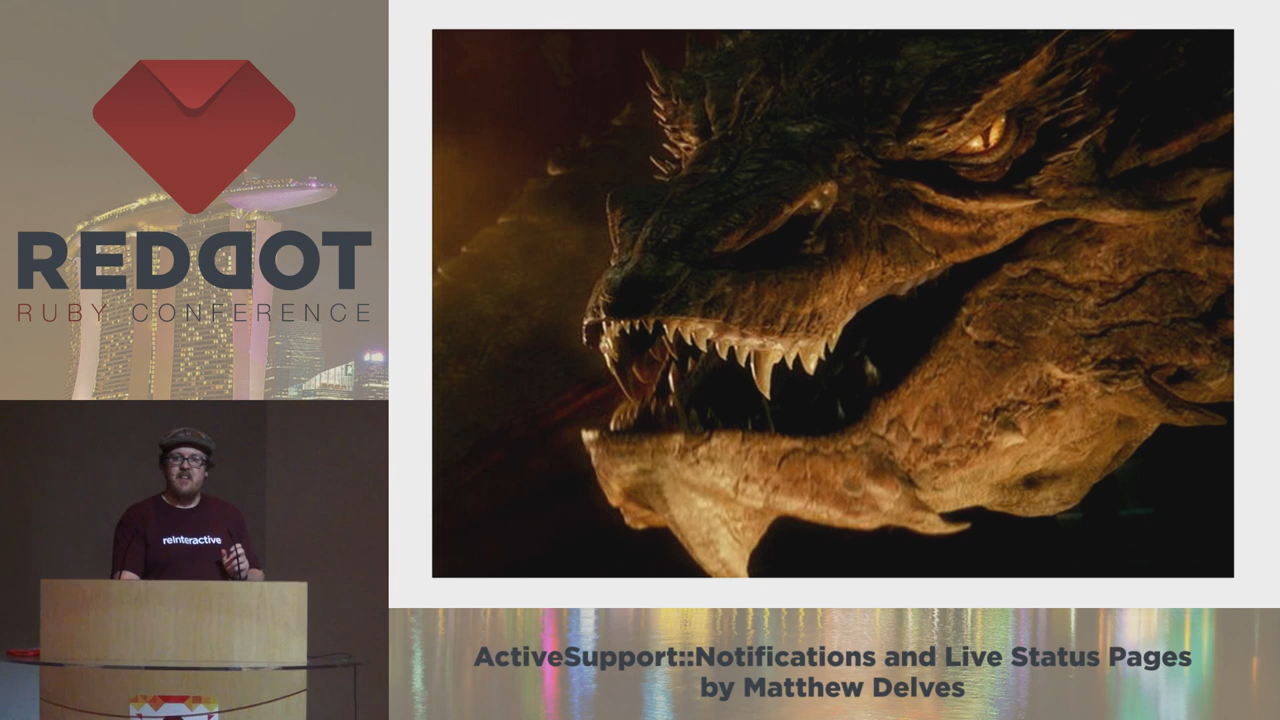 REDDOT
RUBY CONFERENCE
reinteractive
ActiveSupport::Notifications and Live Status Pages
by Matthew Delves